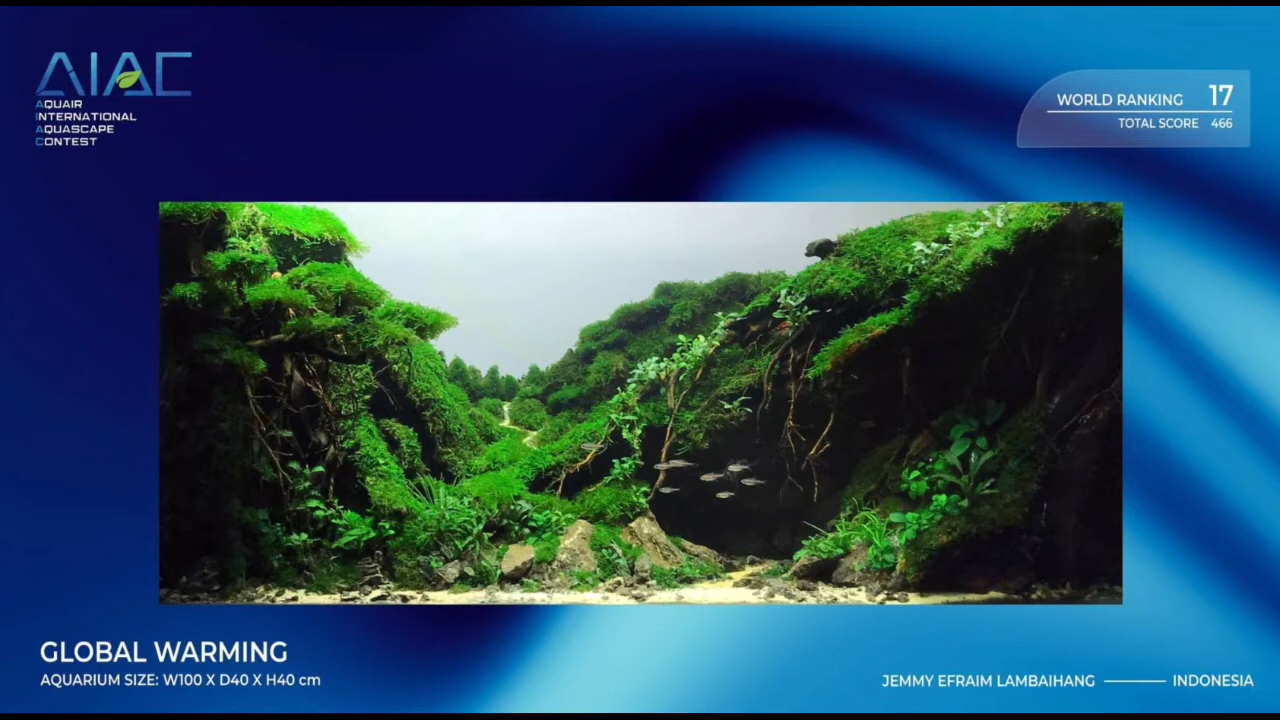 AIAC
AQUAIR
INTERNATIONAL
AQUASCAPE
CONTEST
WORLD RANKING 17
TOTAL SCORE 466
GLOBAL WARMING
AQUARIUM SIZE: W100 X D40 X H40 cm
JEMMY EFRAIM LAMBAIHANG INDONESIA